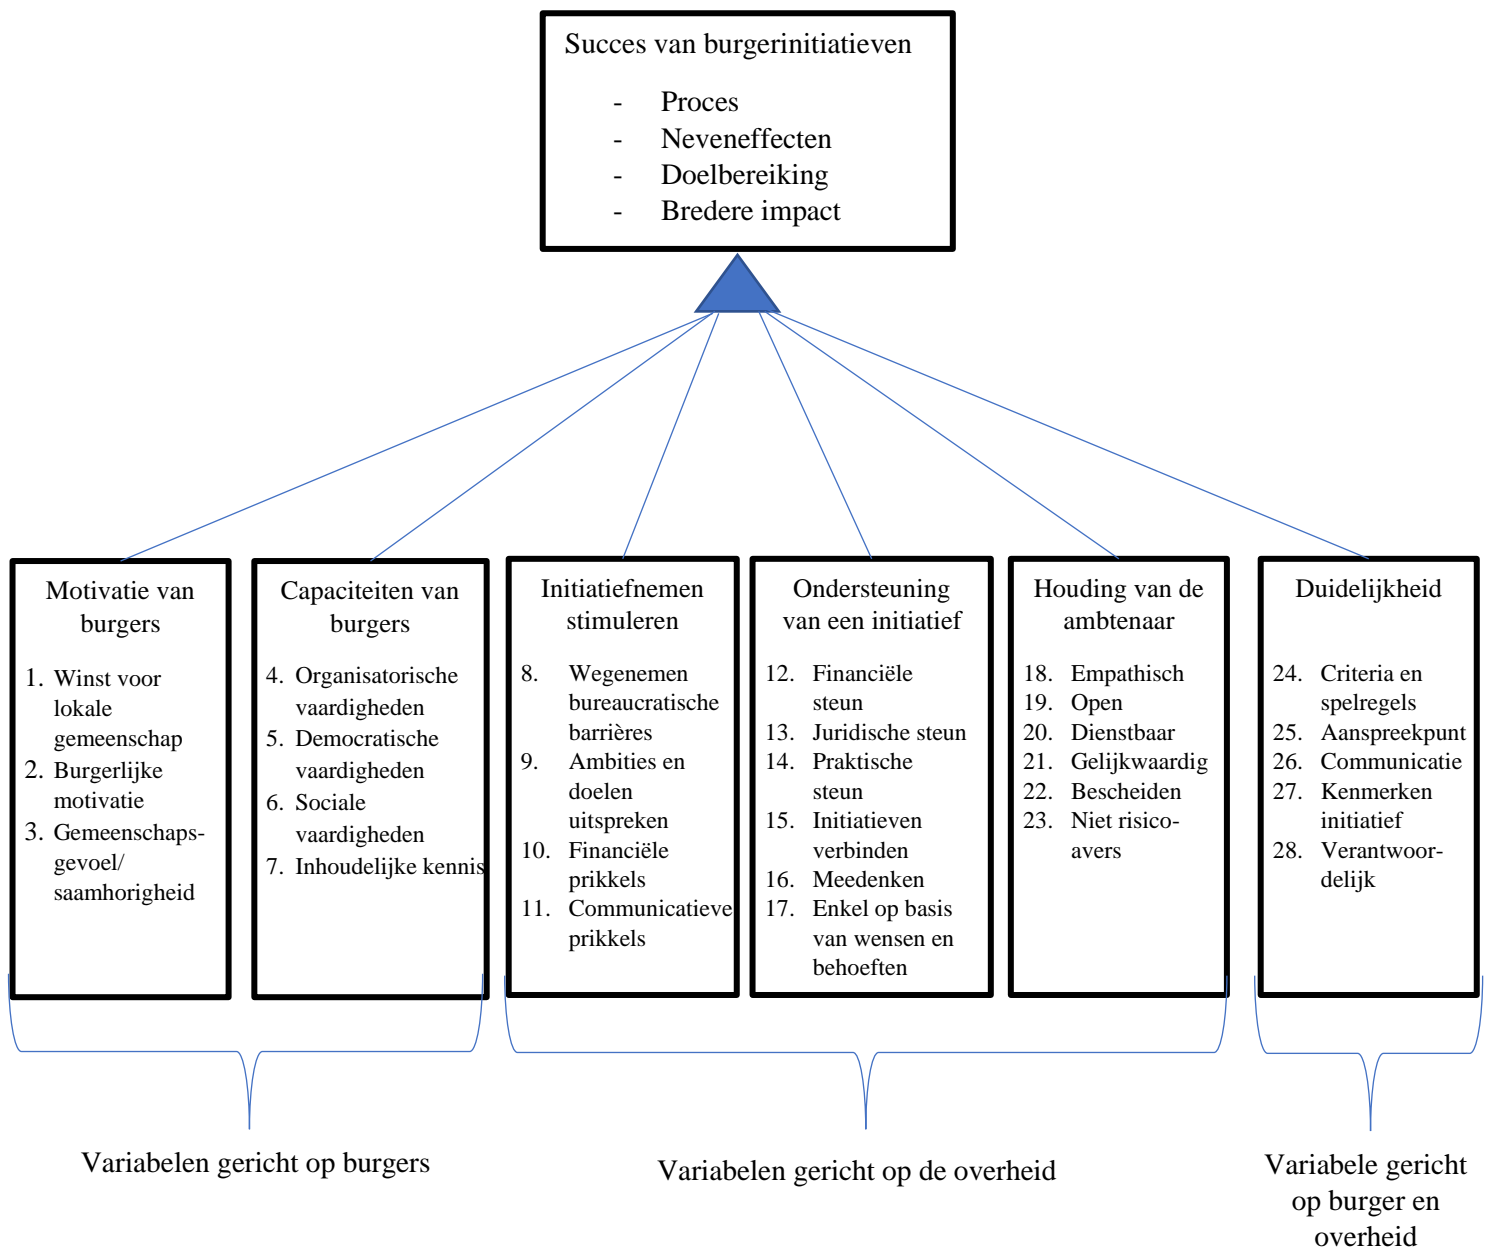 Succes van burgerinitiatieven
- Proces
- Neveneffecten
- Doelbereiking
- Bredere impact
Motivatie van
burgers
1. Winst voor
lokale
gemeenschap
2. Burgerlijke
motivatie
3. Gemeenschaps-
gevoel/
saamhorigheid
Capaciteiten van
burgers
4. Organisatorische
vaardigheden
5. Democratische
vaardigheden
6. Sociale
vaardigheden
7. Inhoudelijke kennis
Initiatiefnemen
stimuleren
8. Wegenemen
bureaucratische
barrières
9. Ambities en
doelen
uitspreken
10. Financiële
prikkels
11. Communicatieve
prikkels
Ondersteuning
van een initiatief
12. Financiële
steun
13. Juridische steun
14. Praktische
steun
15. Initiatieven
verbinden
16. Meedenken
17. Enkel op basis
van wensen en
behoeften
Houding van de
ambtenaar
18. Empathisch
19. Open
20. Dienstbaar
21. Gelijkwaardig
22. Bescheiden
23. Niet risico-
avers
Duidelijkheid
24. Criteria en
spelregels
25. Aanspreekpunt
26. Communicatie
27. Kenmerken
initiatief
28. Verantwoor-
delijk
Variabelen gericht op burgers
Variabelen gericht op de overheid
Variabele gericht
op burger en
overheid